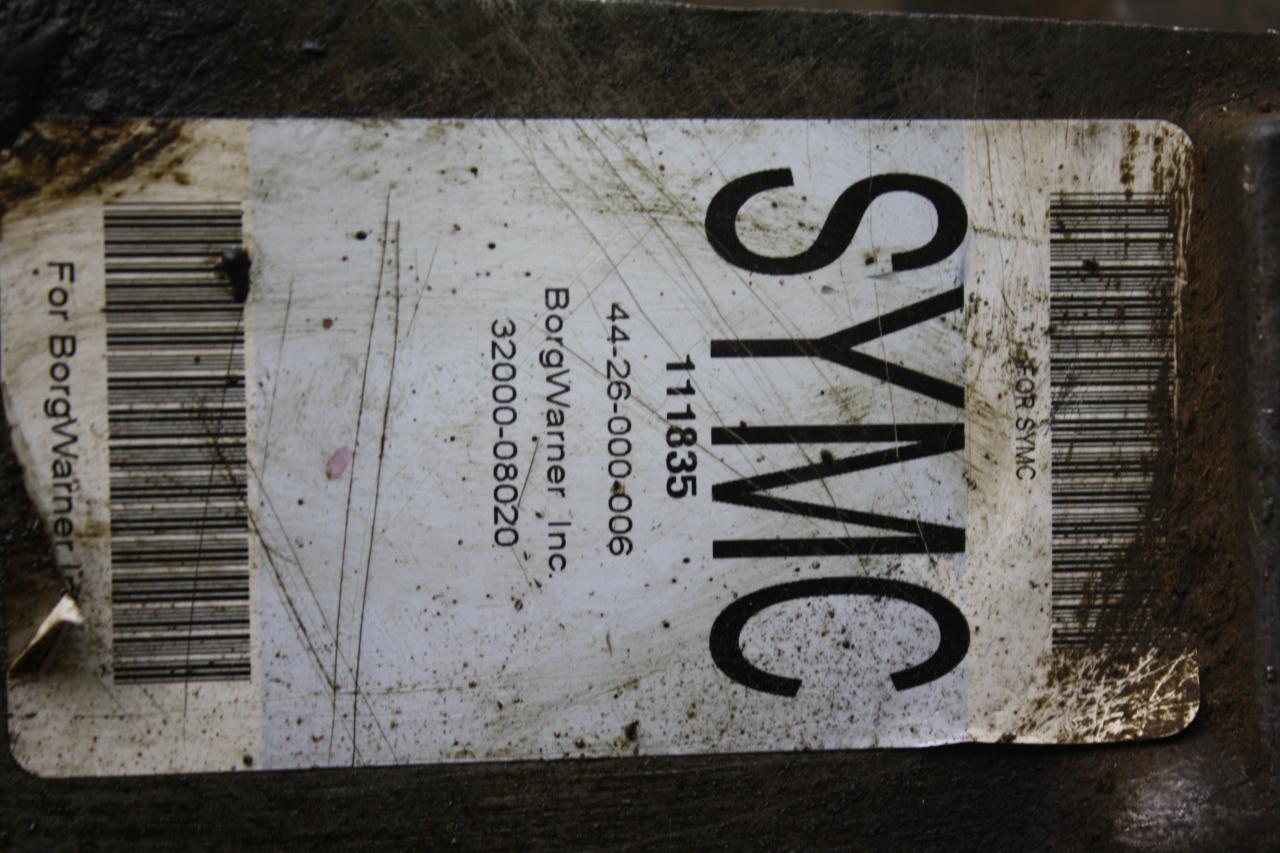 FOR SYMC
SYMC
111835
44-26-000-006
BorgWarner Inc.
32000-08020
For BorgWarner